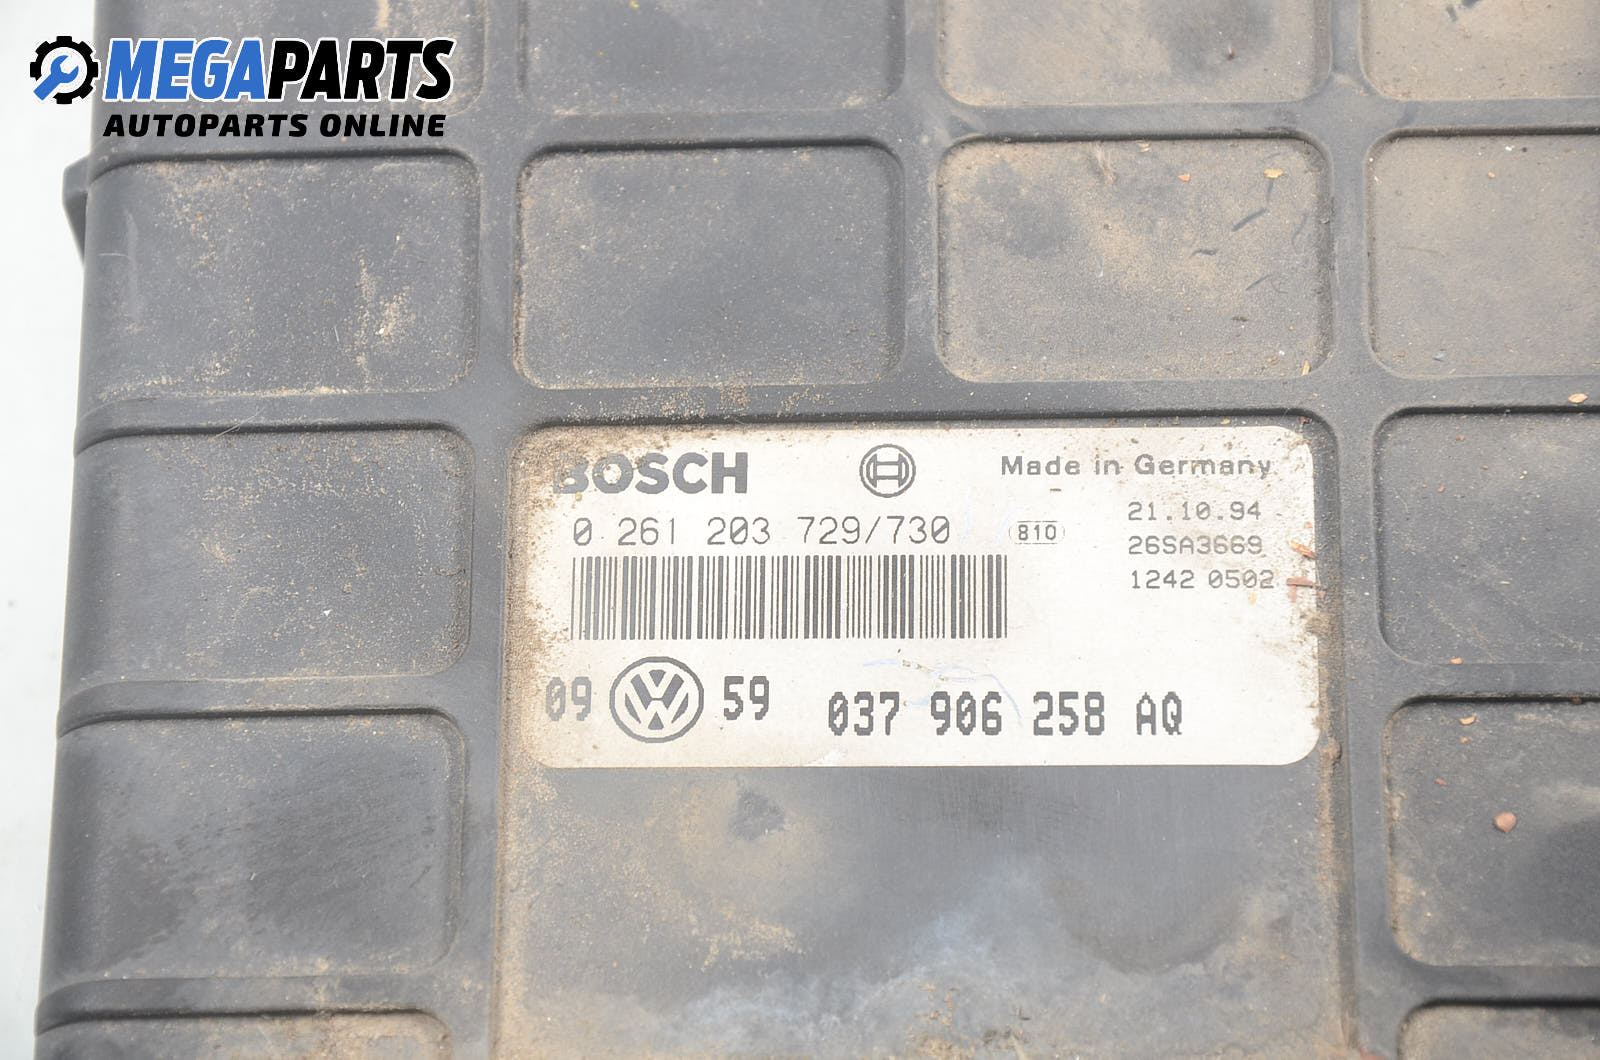 MEGAPARTS
AUTOPARTS ONLINE
BOSCH
Made in Germany
0 261 203 729/730
810
21.10.94
26SA3669
1242 0502
09 VW 59 037 906 258 AQ